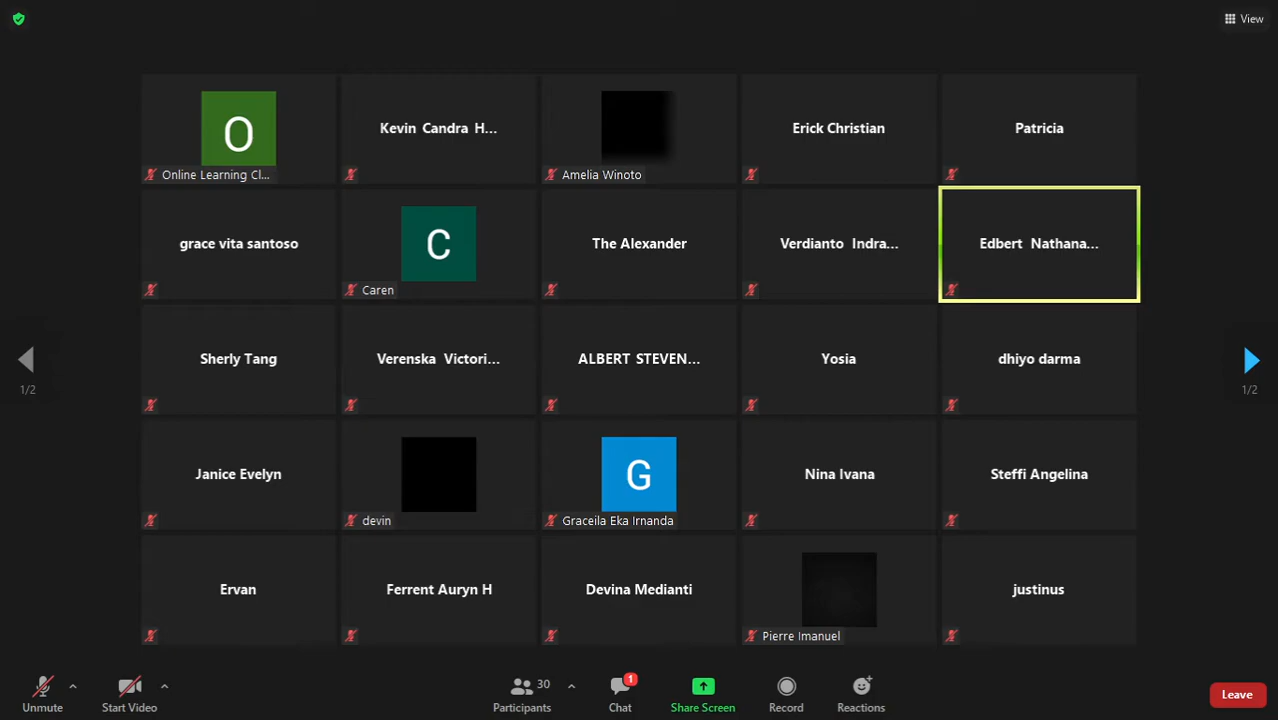 View
O
Online Learning Cl...
Kevin Candra H...
Amelia Winoto
Erick Christian
Patricia
grace vita santoso
C
Caren
The Alexander
Verdianto Indra...
Edbert Nathana...
Sherly Tang
Verenska Victori...
ALBERT STEVEN...
Yosia
dhiyo darma
1/2
1/2
Janice Evelyn
devin
G
Graceila Eka Irnanda
Nina Ivana
Steffi Angelina
Ervan
Ferrent Auryn H
Devina Medianti
Pierre Imanuel
justinus
Unmute
Start Video
30
Participants
1
Chat
Share Screen
Record
Reactions
Leave